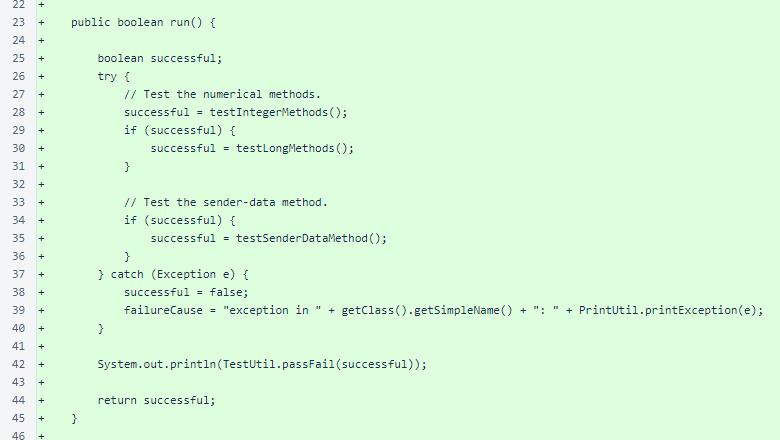 22 +
23 +    public boolean run() {
24 +
25 +        boolean successful;
26 +        try {
27 +            // Test the numerical methods.
28 +            successful = testIntegerMethods();
29 +            if (successful) {
30 +                successful = testLongMethods();
31 +            }
32 +
33 +            // Test the sender-data method.
34 +            if (successful) {
35 +                successful = testSenderDataMethod();
36 +            }
37 +        } catch (Exception e) {
38 +            successful = false;
39 +            failureCause = "exception in " + getClass().getSimpleName() + ": " + PrintUtil.printException(e);
40 +        }
41 +
42 +        System.out.println(TestUtil.passFail(successful));
43 +
44 +        return successful;
45 +    }
46 +